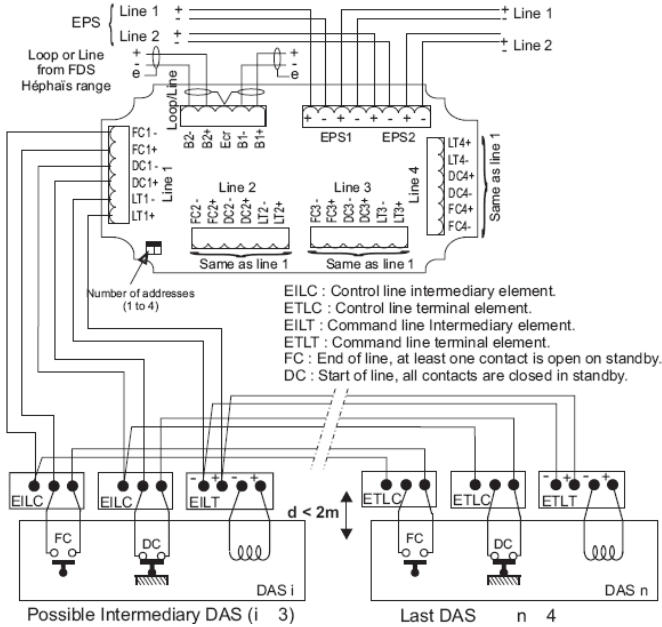 EPS
Line 1 + -
Line 2 + -
+ - Line 1
+ - Line 2
Loop or Line
from FDS
Héphaïs range
+ - e
+ - e
Loop/Line
B2- B2+ Ecr B1- B1+
+ - + - + - + -
EPS1 EPS2
FC1-
FC1+
DC1-
DC1+
LT1-
LT1+
Line 1
Line 2
FC2- FC2+ DC2- DC2+ LT2- LT2+
Same as line 1
Line 3
FC3- FC3+ DC3- DC3+ LT3- LT3+
Same as line 1
Line 4
LT4+
LT4-
DC4+
DC4-
FC4+
FC4-
Same as line 1
Number of addresses
(1 to 4)
EILC : Control line intermediary element.
ETLC : Control line terminal element.
EILT : Command line Intermediary element.
ETLT : Command line terminal element.
FC : End of line, at least one contact is open on standby.
DC : Start of line, all contacts are closed in standby.
EILC
EILC
- + - +
EILT
ETLC
ETLC
- + - +
ETLT
d < 2m
FC
DC
DAS i
FC
DC
DAS n
Possible Intermediary DAS (i 3)
Last DAS n 4